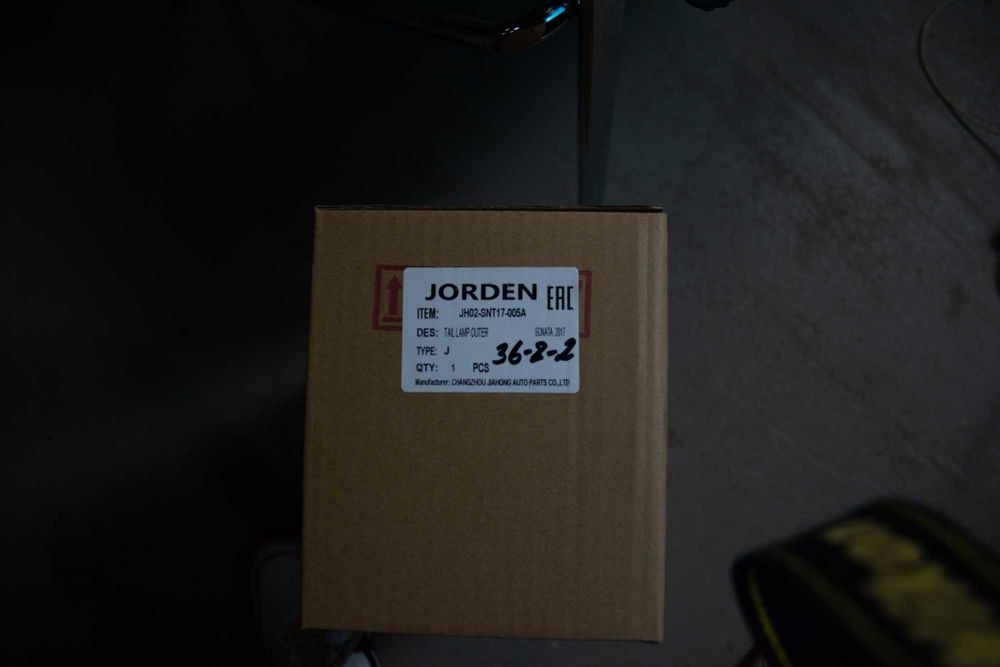 JORDEN EAC
ITEM: JH02-SNT17-005A
DES: TAIL LAMP OUTER SONATA 2017
TYPE: J 36-2-2
QTY: 1 PCS
Manufacturer: CHANGZHOU JIAHONG AUTO PARTS CO.,LTD